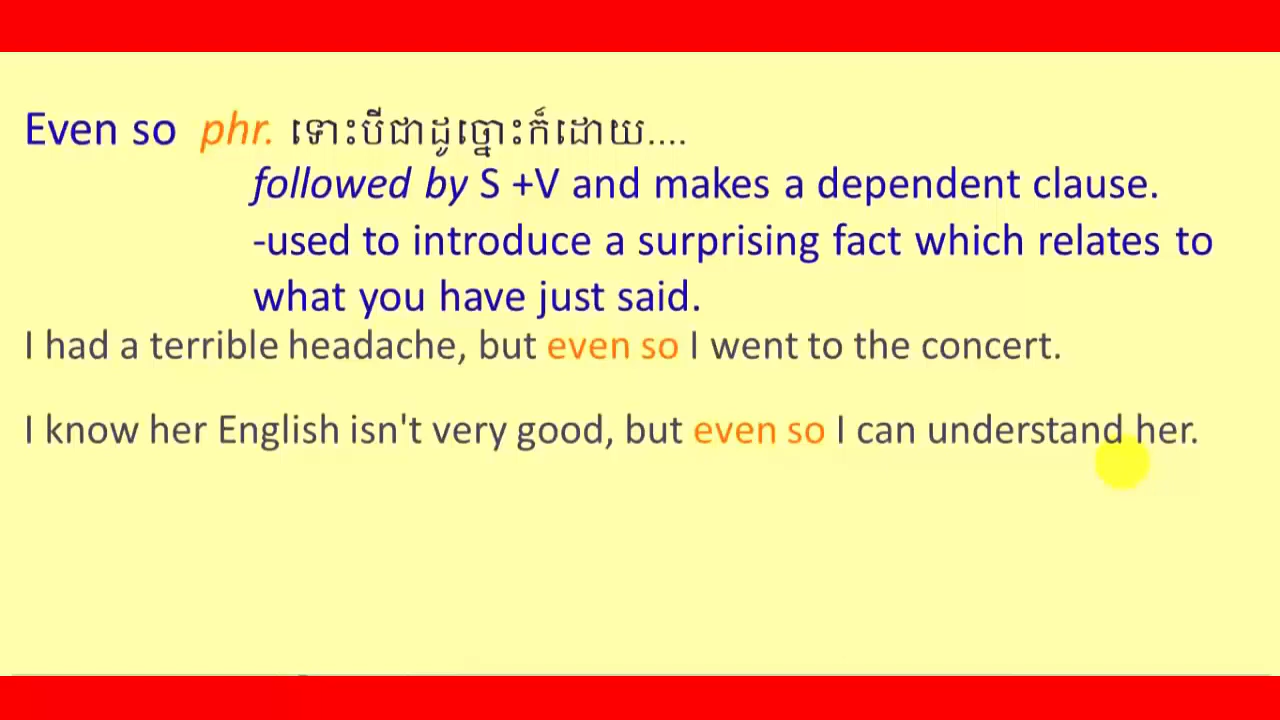 Even so phr. ទោះបីជាដូច្នោះក៏ដោយ....
followed by S +V and makes a dependent clause.
-used to introduce a surprising fact which relates to
what you have just said.
I had a terrible headache, but even so I went to the concert.
I know her English isn't very good, but even so I can understand her.